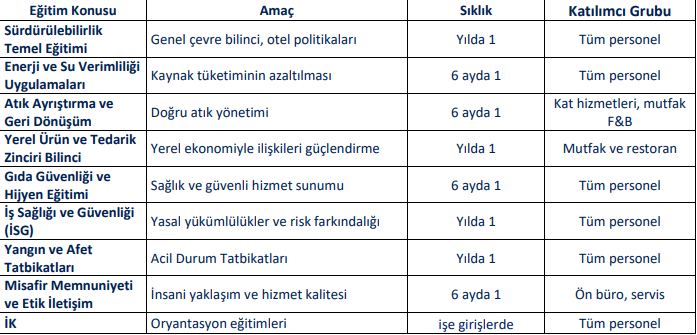 Eğitim Konusu Amaç Sıklık Katılımcı Grubu
Sürdürülebilirlik
Temel Eğitimi Genel çevre bilinci, otel politikaları Yılda 1 Tüm personel
Enerji ve Su Verimliliği
Uygulamaları Kaynak tüketiminin azaltılması 6 ayda 1 Tüm personel
Atık Ayrıştırma ve
Geri Dönüşüm Doğru atık yönetimi 6 ayda 1 Kat hizmetleri, mutfak
F&B
Yerel Ürün ve Tedarik
Zinciri Bilinci Yerel ekonomiyle ilişkileri güçlendirme Yılda 1 Mutfak ve restoran
Gıda Güvenliği ve
Hijyen Eğitimi Sağlık ve güvenli hizmet sunumu 6 ayda 1 Tüm personel
İş Sağlığı ve Güvenliği
(İSG) Yasal yükümlülükler ve risk farkındalığı Yılda 1 Tüm personel
Yangın ve Afet
Tatbikatları Acil Durum Tatbikatları Yılda 1 Tüm personel
Misafir Memnuniyeti
ve Etik İletişim İnsani yaklaşım ve hizmet kalitesi 6 ayda 1 Ön büro, servis
İK Oryantasyon eğitimleri işe girişlerde Tüm personel